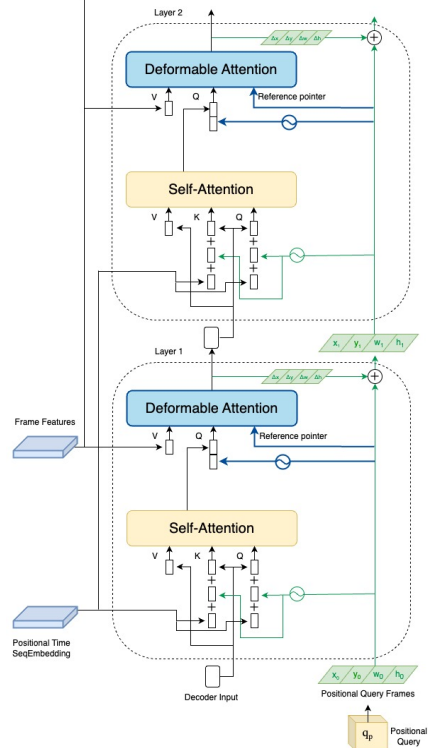 Layer 2
Δx Δy Δw Δh
+
Deformable Attention
V Q Reference pointer
Self-Attention
V K Q
+ +
+ +
x₁ y₁ w₁ h₁
Layer 1
Δx Δy Δw Δh
+
Deformable Attention
Frame Features
V Q Reference pointer
Self-Attention
V K Q
+ +
+ +
Positional Time
SeqEmbedding
x₀ y₀ w₀ h₀
Decoder Input
Positional Query Frames
qₚ
Positional
Query